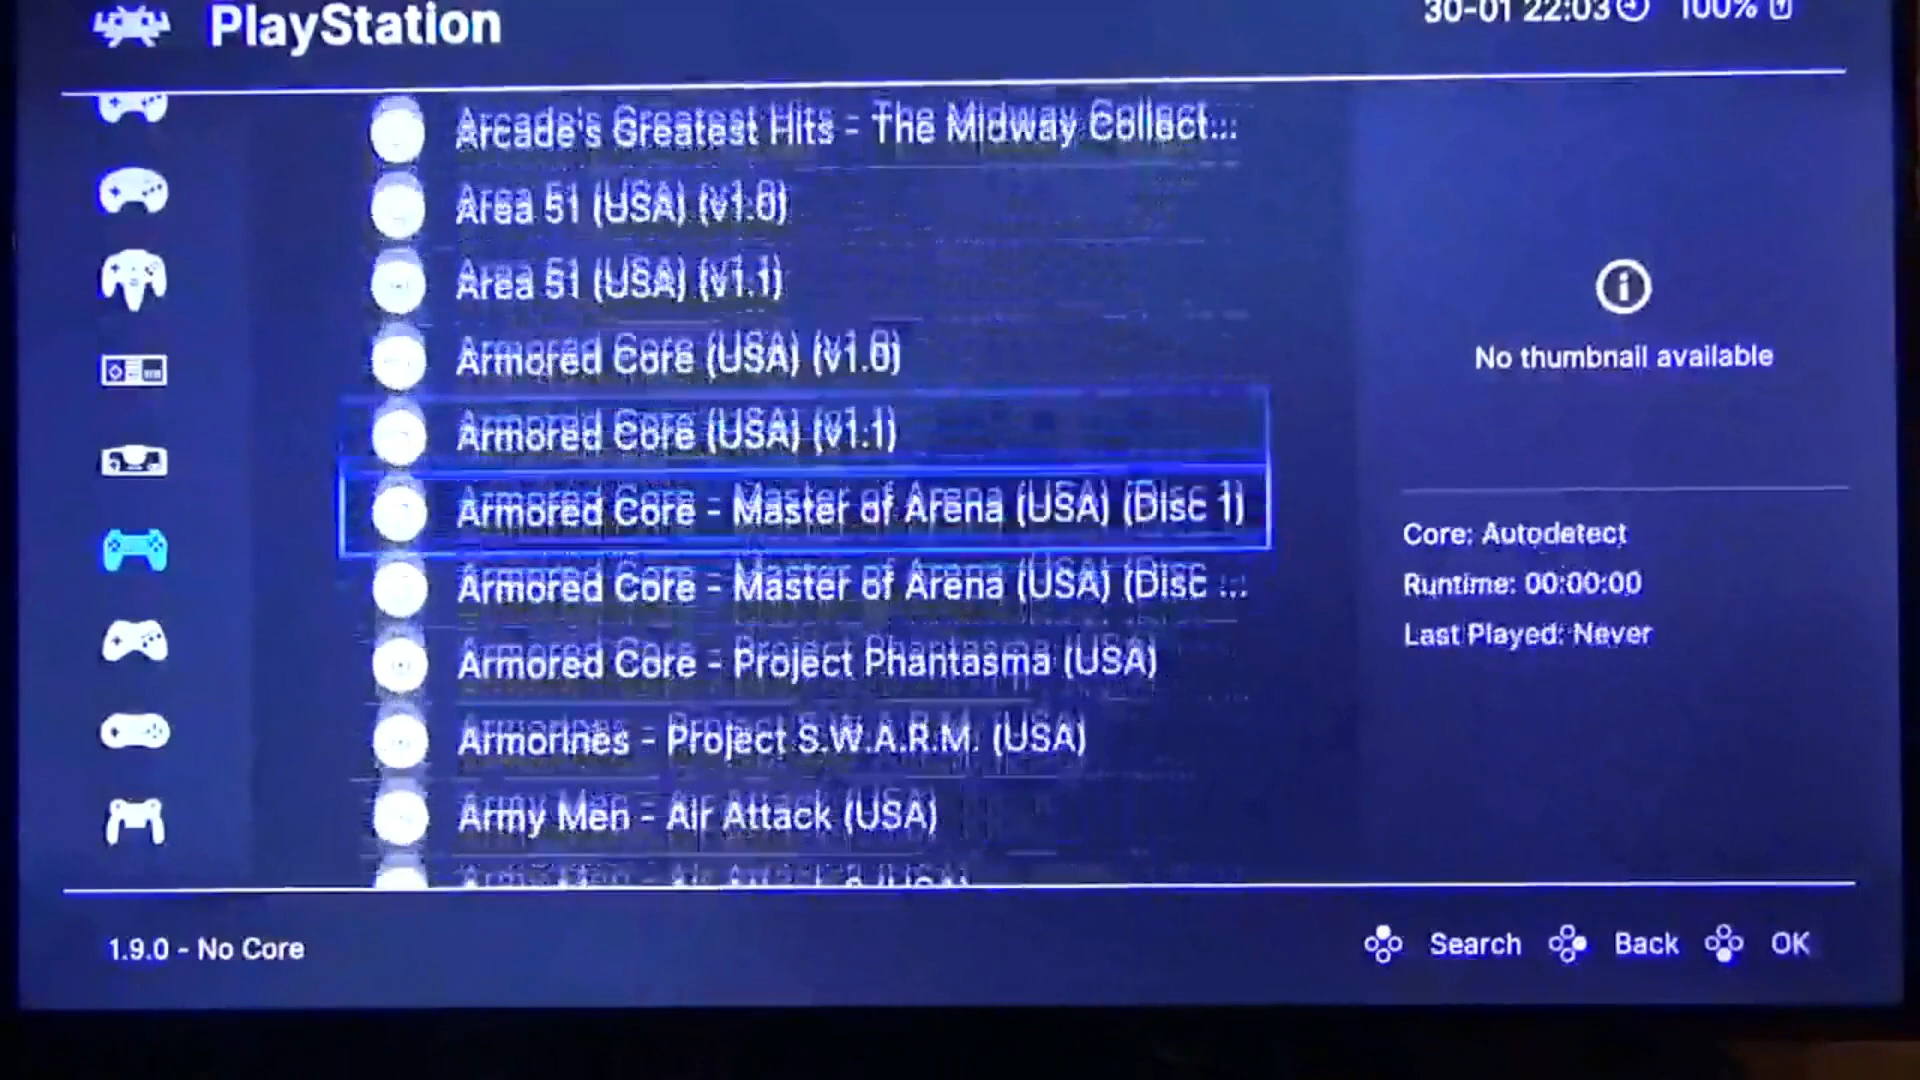 PlayStation
30-01 22:03 100%
Arcade's Greatest Hits - The Midway Collect...
Area 51 (USA) (v1.0)
Area 51 (USA) (v1.1)
Armored Core (USA) (v1.0)
Armored Core (USA) (v1.1)
Armored Core - Master of Arena (USA) (Disc 1)
Armored Core - Master of Arena (USA) (Disc ...
Armored Core - Project Phantasma (USA)
Armorines - Project S.W.A.R.M. (USA)
Army Men - Air Attack (USA)
No thumbnail available
Core: Autodetect
Runtime: 00:00:00
Last Played: Never
1.9.0 - No Core
Search Back OK